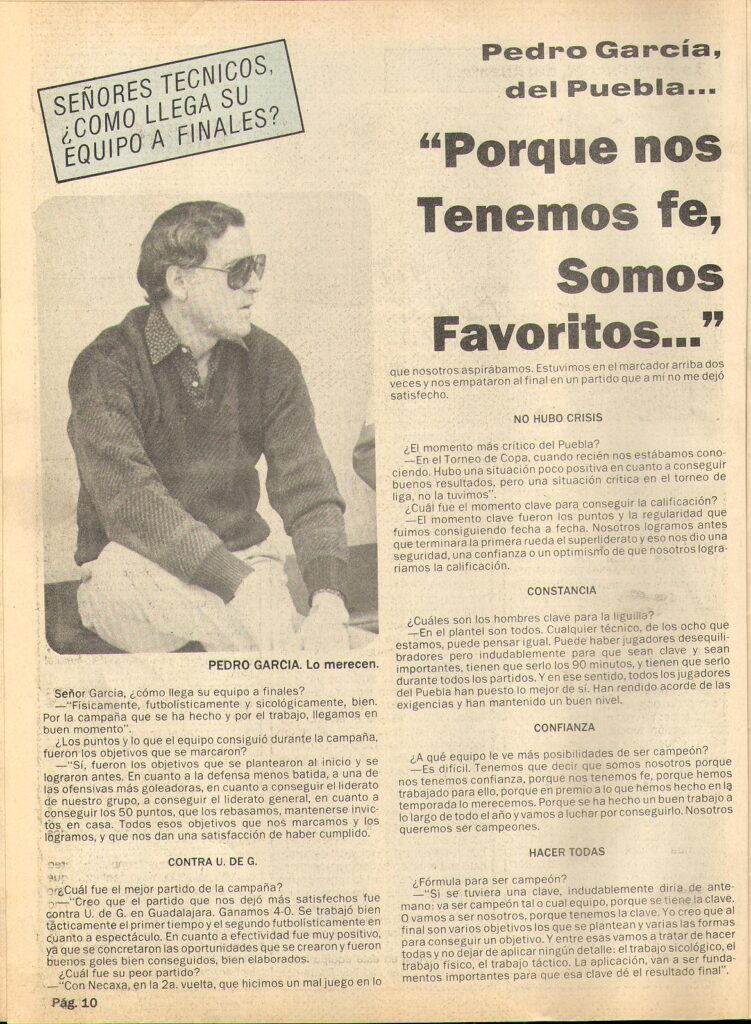 SEÑORES TECNICOS,
¿COMO LLEGA SU
EQUIPO A FINALES?
Pedro García,
del Puebla...
“Porque nos
Tenemos fe,
Somos
Favoritos...”
PEDRO GARCIA. Lo merecen.
Señor Garcia, ¿cómo llega su equipo a finales?
—“Físicamente, futbolísticamente y sicológicamente, bien.
Por la campaña que se ha hecho y por el trabajo, llegamos en
buen momento”.
¿Los puntos y lo que el equipo consiguió durante la campaña,
fueron los objetivos que se marcaron?
—“Sí, fueron los objetivos que se plantearon al inicio y se
lograron antes. En cuanto a la defensa menos batida, a una de
las ofensivas más goleadoras, en cuanto a conseguir el liderato
de nuestro grupo, a conseguir el liderato general, en cuanto a
conseguir los 50 puntos, que los rebasamos, mantenerse invic-
tos en casa. Todos esos objetivos que nos marcamos y los
logramos, y que nos dan una satisfacción de haber cumplido.
CONTRA U. DE G.
¿Cuál fue el mejor partido de la campaña?
—“Creo que el partido que nos dejó más satisfechos fue
contra U. de G. en Guadalajara. Ganamos 4-0. Se trabajó bien
tácticamente el primer tiempo y el segundo futbolísticamente en
cuanto a espectáculo. En cuanto a efectividad fue muy positivo,
ya que se concretaron las oportunidades que se crearon y fueron
buenos goles bien conseguidos, bien elaborados.
¿Cuál fue su peor partido?
—“Con Necaxa, en la 2a. vuelta, que hicimos un mal juego en lo
que nosotros aspirábamos. Estuvimos en el marcador arriba dos
veces y nos empataron al final en un partido que a mí no me dejó
satisfecho.
NO HUBO CRISIS
¿El momento más crítico del Puebla?
—En el Torneo de Copa, cuando recién nos estábamos cono-
ciendo. Hubo una situación poco positiva en cuanto a conseguir
buenos resultados, pero una situación crítica en el torneo de
liga, no la tuvimos”.
¿Cuál fue el momento clave para conseguir la calificación?
—El momento clave fueron los puntos y la regularidad que
fuimos consiguiendo fecha a fecha. Nosotros logramos antes
que terminara la primera rueda el superliderato y eso nos dio una
seguridad, una confianza o un optimismo de que nosotros logra-
ríamos la calificación.
CONSTANCIA
¿Cuáles son los hombres clave para la liguilla?
—En el plantel son todos. Cualquier técnico, de los ocho que
estamos, puede pensar igual. Puede haber jugadores desequili-
bradores pero indudablemente para que sean clave y sean
importantes, tienen que serlo los 90 minutos, y tienen que serlo
durante todos los partidos. Y en ese sentido, todos los jugadores
del Puebla han puesto lo mejor de sí. Han rendido acorde de las
exigencias y han mantenido un buen nivel.
CONFIANZA
¿A qué equipo le ve más posibilidades de ser campeón?
—Es difícil. Tenemos que decir que somos nosotros porque
nos tenemos confianza, porque nos tenemos fe, porque hemos
trabajado para ello, porque en premio a lo que hemos hecho en la
temporada lo merecemos. Porque se ha hecho un buen trabajo a
lo largo de todo el año y vamos a luchar por conseguirlo. Nosotros
queremos ser campeones.
HACER TODAS
¿Fórmula para ser campeón?
—“Si se tuviera una clave, indudablemente diría de ante-
mano: va ser campeón tal o cual equipo, porque se tiene la clave.
O vamos a ser nosotros, porque tenemos la clave. Yo creo que al
final son varios objetivos los que se plantean y varias las formas
para conseguir un objetivo. Y entre esas vamos a tratar de hacer
todas y no dejar de aplicar ningún detalle: el trabajo sicológico, el
trabajo físico, el trabajo táctico. La aplicación, van a ser funda-
mentos importantes para que esa clave dé el resultado final”.
Pág. 10